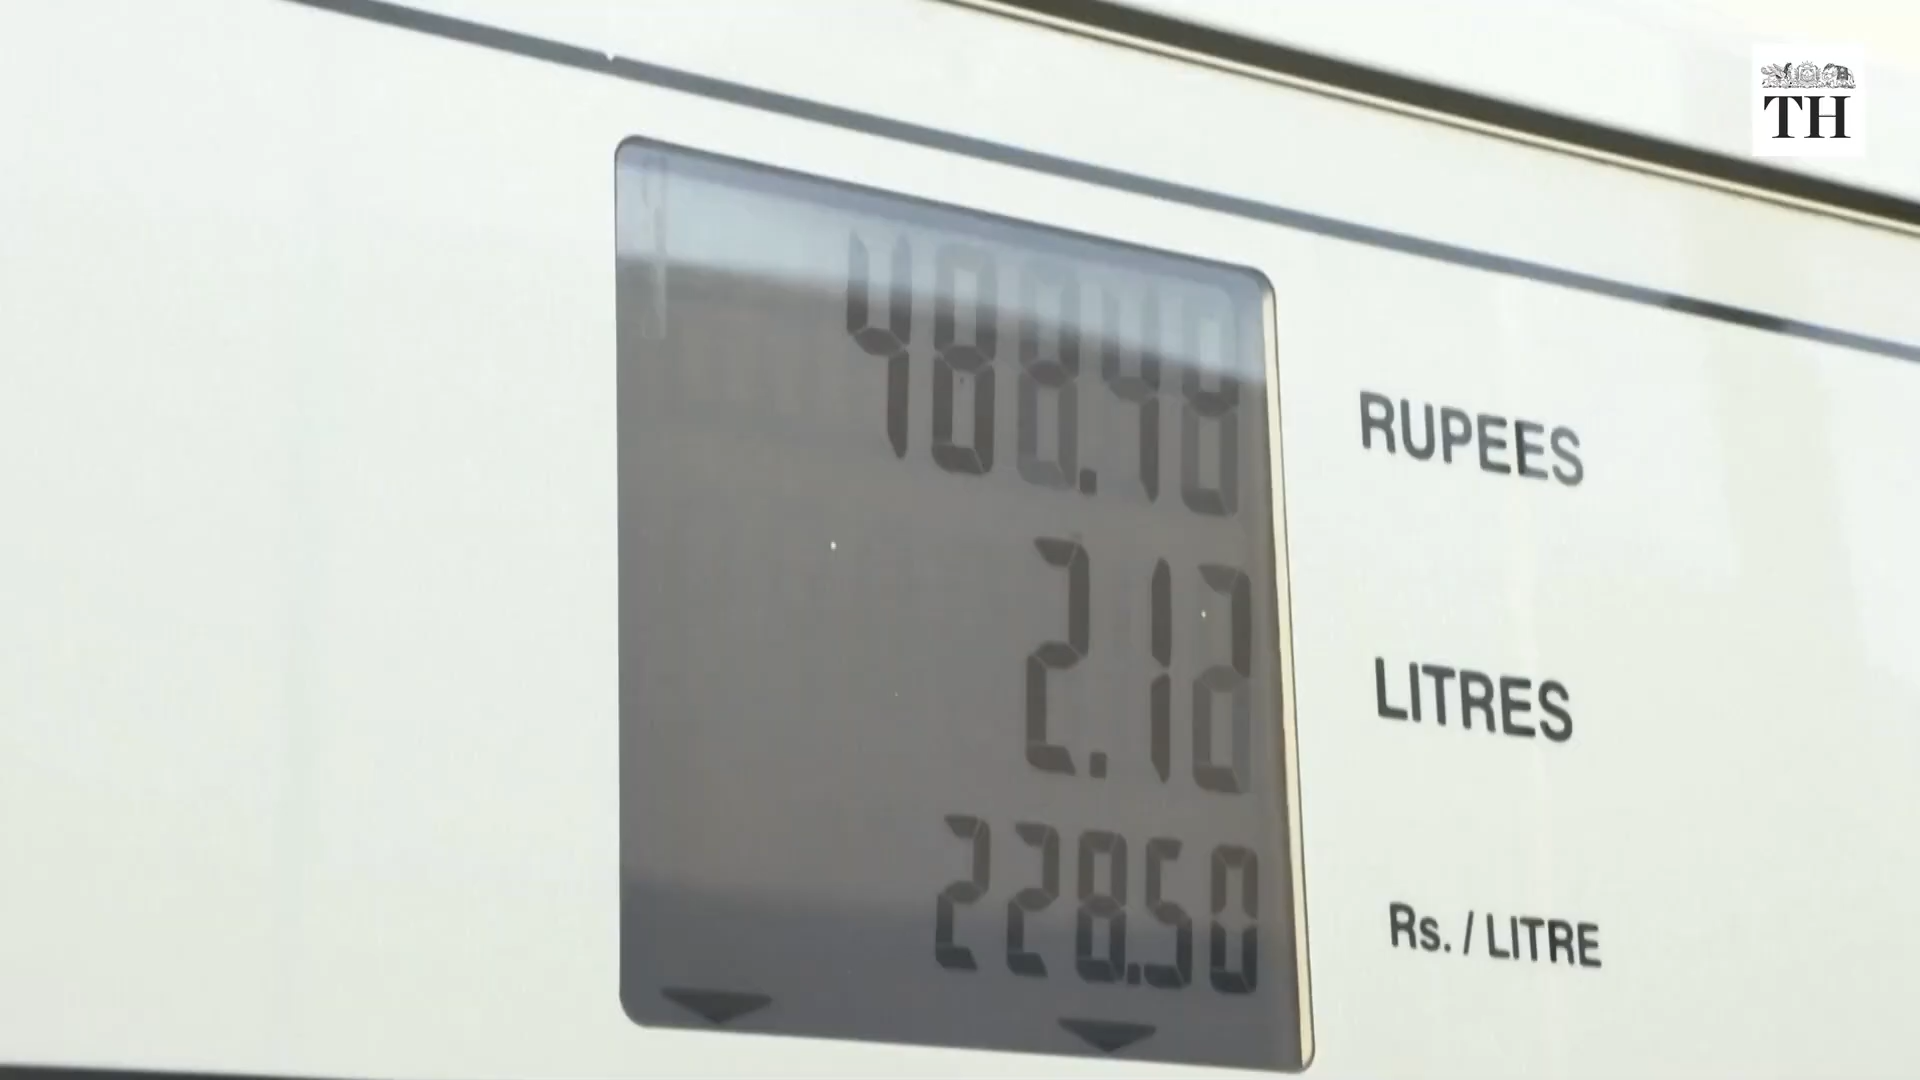 TH
RUPEES
2.12
LITRES
228.50
Rs. / LITRE